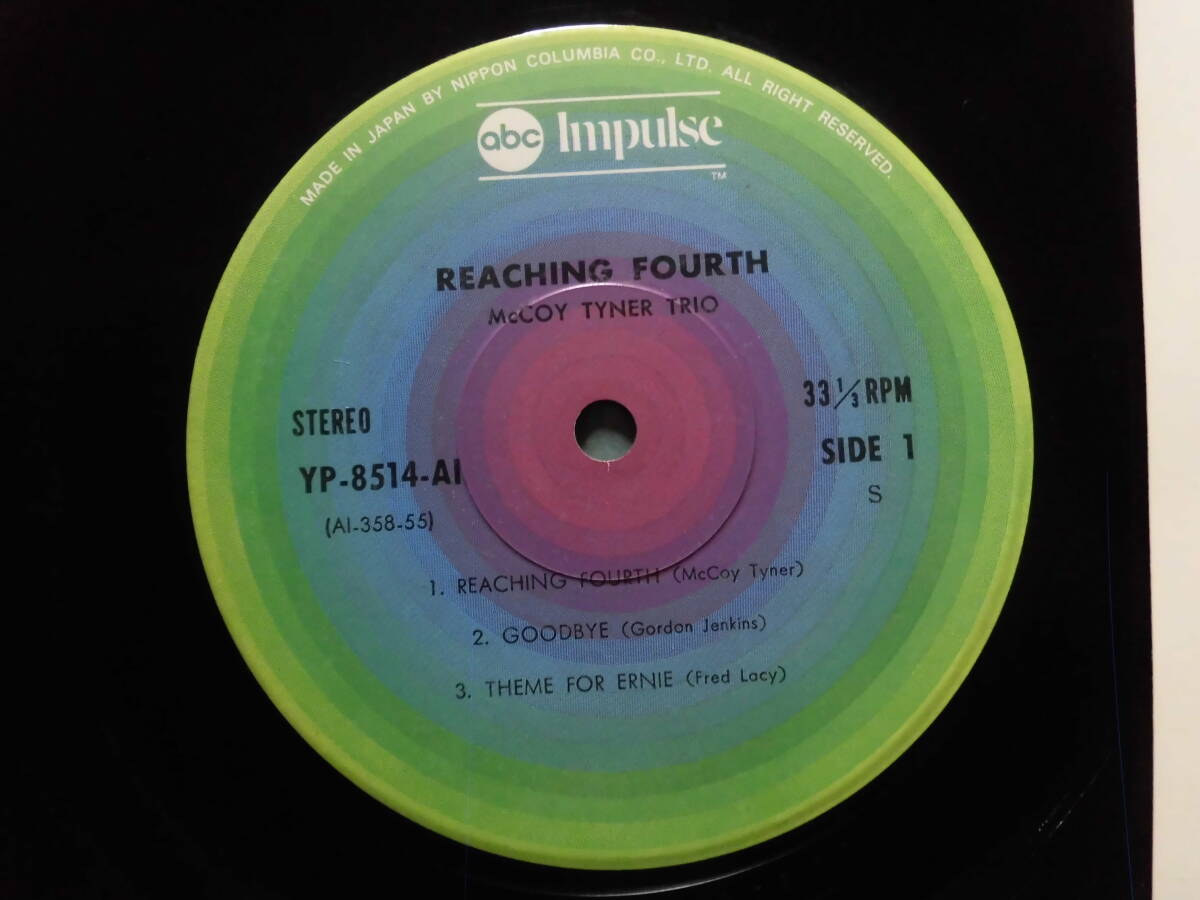 MADE IN JAPAN BY NIPPON COLUMBIA CO., LTD. ALL RIGHT RESERVED.
abc Impulse
TM
REACHING FOURTH
McCOY TYNER TRIO
STEREO
33 1/3 RPM
YP-8514-AI
SIDE 1
(AI-358-55)
S
1. REACHING FOURTH (McCoy Tyner)
2. GOODBYE (Gordon Jenkins)
3. THEME FOR ERNIE (Fred Lacy)